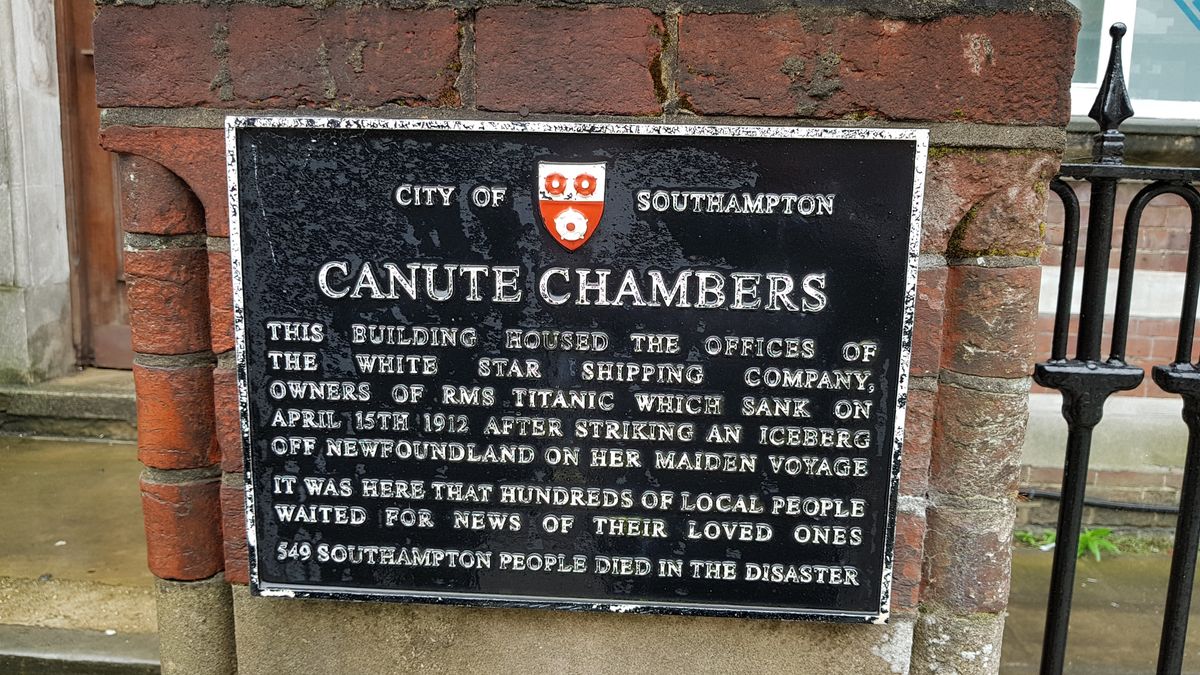 CITY OF SOUTHAMPTON
CANUTE CHAMBERS
THIS BUILDING HOUSED THE OFFICES OF
THE WHITE STAR SHIPPING COMPANY,
OWNERS OF RMS TITANIC WHICH SANK ON
APRIL 15TH 1912 AFTER STRIKING AN ICEBERG
OFF NEWFOUNDLAND ON HER MAIDEN VOYAGE
IT WAS HERE THAT HUNDREDS OF LOCAL PEOPLE
WAITED FOR NEWS OF THEIR LOVED ONES
549 SOUTHAMPTON PEOPLE DIED IN THE DISASTER